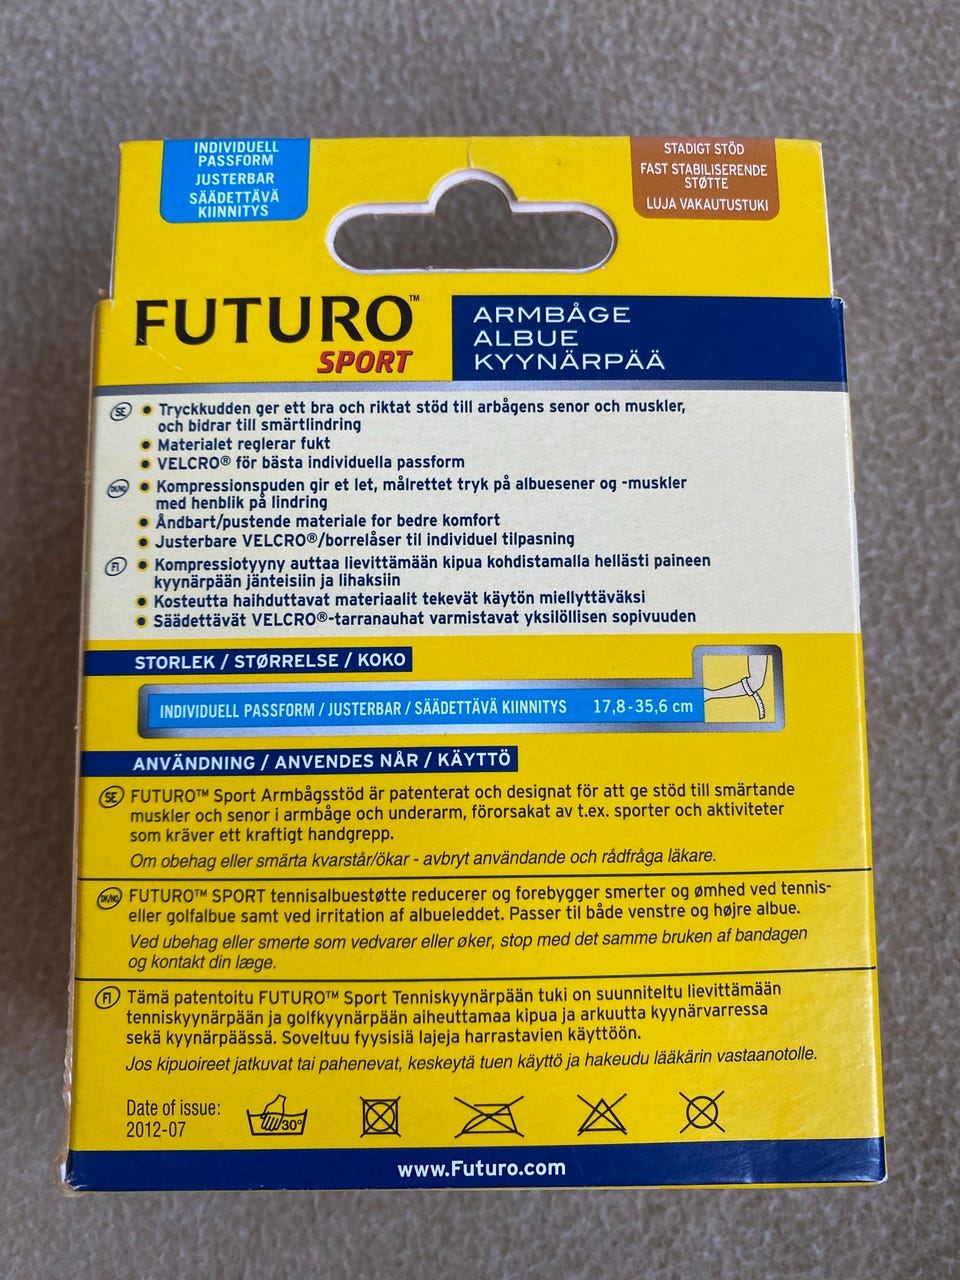 INDIVIDUELL
PASSFORM
JUSTERBAR
SÄÄDETTÄVÄ
KIINNITYS
STADIGT STÖD
FAST STABILISERENDE
STØTTE
LUJA VAKAUTUSTUKI
FUTURO™
SPORT
ARMBÅGE
ALBUE
KYYNÄRPÄÄ
SE
• Tryckkudden ger ett bra och riktat stöd till arbågens senor och muskler,
och bidrar till smärtlindring
• Materialet reglerar fukt
• VELCRO® för bästa individuella passform
DK/NO
• Kompressionspuden gir et let, målrettet tryk på albuesener og -muskler
med henblik på lindring
• Åndbart/pustende materiale for bedre komfort
• Justerbare VELCRO®/borrelåser til individuel tilpasning
FI
• Kompressiotyyny auttaa lievittämään kipua kohdistamalla hellästi paineen
kyynärpään jänteisiin ja lihaksiin
• Kosteutta haihduttavat materiaalit tekevät käytön miellyttäväksi
• Säädettävät VELCRO®-tarranauhat varmistavat yksilöllisen sopivuuden
STORLEK / STØRRELSE / KOKO
INDIVIDUELL PASSFORM / JUSTERBAR / SÄÄDETTÄVÄ KIINNITYS 17,8-35,6 cm
ANVÄNDNING / ANVENDES NÅR / KÄYTTÖ
SE FUTURO™ Sport Armbågsstöd är patenterat och designat för att ge stöd till smärtande
muskler och senor i armbåge och underarm, förorsakat av t.ex. sporter och aktiviteter
som kräver ett kraftigt handgrepp.
Om obehag eller smärta kvarstår/ökar - avbryt användande och rådfråga läkare.
DK/NO FUTURO™ SPORT tennisalbuestøtte reducerer og forebygger smerter og ømhed ved tennis-
eller golfalbue samt ved irritation af albueleddet. Passer til både venstre og højre albue.
Ved ubehag eller smerte som vedvarer eller øker, stop med det samme bruken af bandagen
og kontakt din læge.
FI Tämä patentoitu FUTURO™ Sport Tenniskyynärpään tuki on suunniteltu lievittämään
tenniskyynärpään ja golfkyynärpään aiheuttamaa kipua ja arkuutta kyynärvarressa
sekä kyynärpäässä. Soveltuu fyysisiä lajeja harrastavien käyttöön.
Jos kipuoireet jatkuvat tai pahenevat, keskeytä tuen käyttö ja hakeudu lääkärin vastaanotolle.
Date of issue:
2012-07
30°
www.Futuro.com